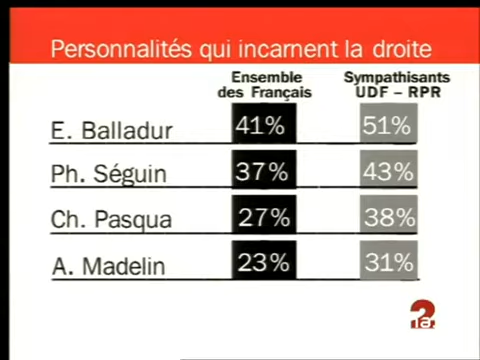 Personnalités qui incarnent la droite
Ensemble des Français
Sympathisants UDF – RPR
E. Balladur 41% 51%
Ph. Séguin 37% 43%
Ch. Pasqua 27% 38%
A. Madelin 23% 31%
la 2